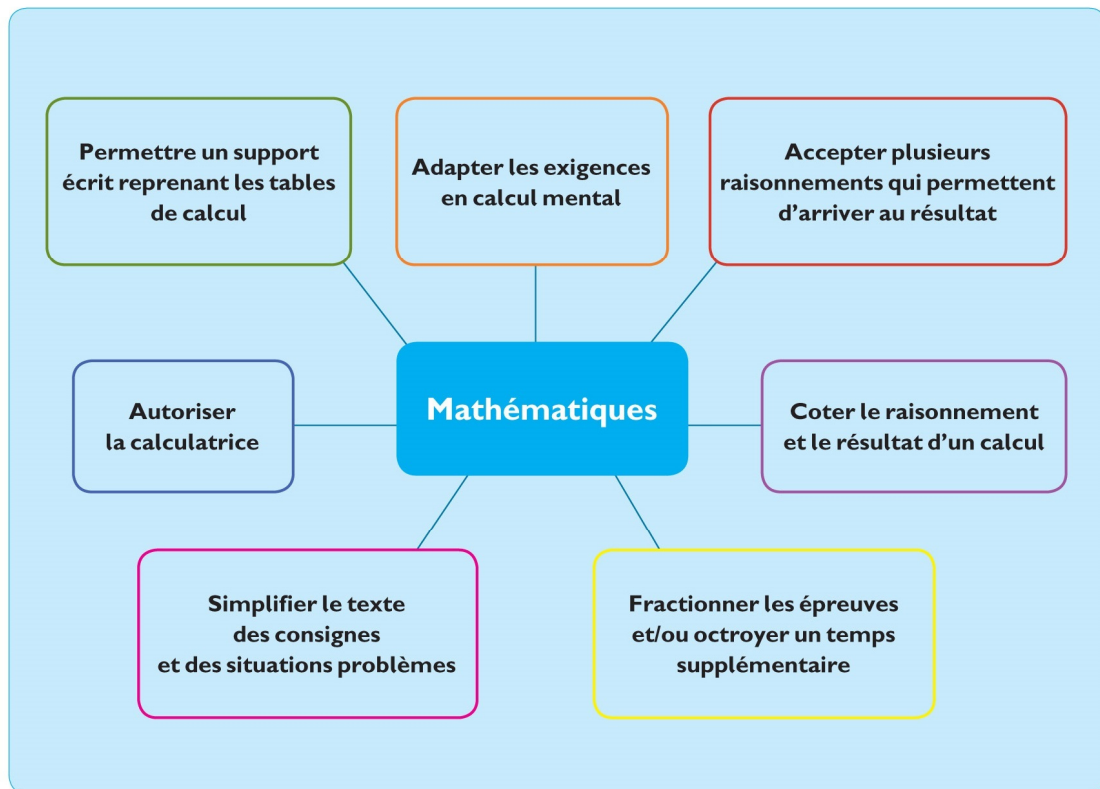 Permettre un support
écrit reprenant les tables
de calcul
Adapter les exigences
en calcul mental
Accepter plusieurs
raisonnements qui permettent
d'arriver au résultat
Autoriser
la calculatrice
Mathématiques
Coter le raisonnement
et le résultat d'un calcul
Simplifier le texte
des consignes
et des situations problèmes
Fractionner les épreuves
et/ou octroyer un temps
supplémentaire